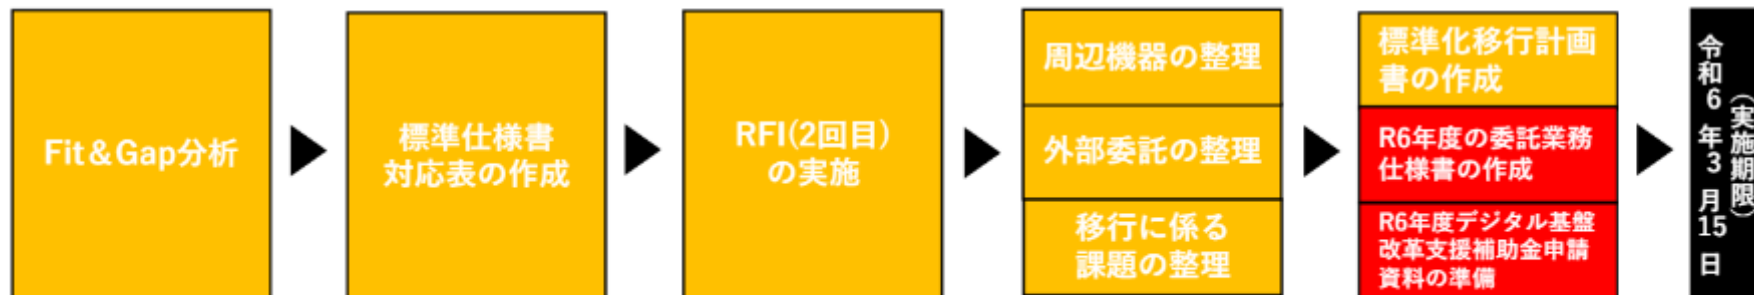 Fit＆Gap分析
標準仕様書
対応表の作成
RFI(2回目)
の実施
周辺機器の整理
外部委託の整理
移行に係る
課題の整理
標準化移行計画
書の作成
R6年度の委託業務
仕様書の作成
R6年度デジタル基盤
改革支援補助金申請
資料の準備
（実施期限）
令和6年3月15日